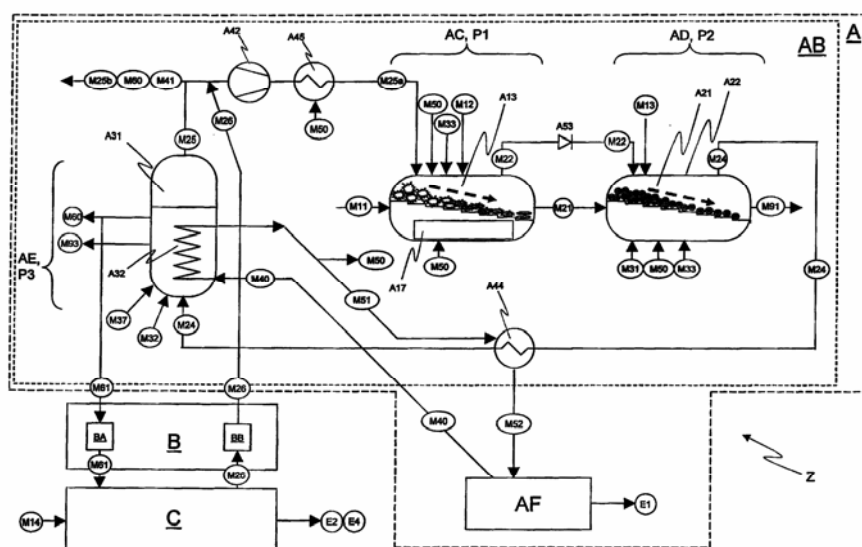 AC, P1
AD, P2
A
AB
A42
A45
M25b M60 M41
M25a
M50
M12
A13
A21
A22
M26
M50
M33
A53
M13
A31
M25
M22
M22
M24
M60
M11
M21
M91
M93
AE, P3
A32
M40
M50
A17
M50
M31 M50 M33
M24
M51
A44
M37
M24
M32
M61
M26
M40
M52
BA
B
BB
Z
M61
M26
AF
E1
M14
C
E2 E4